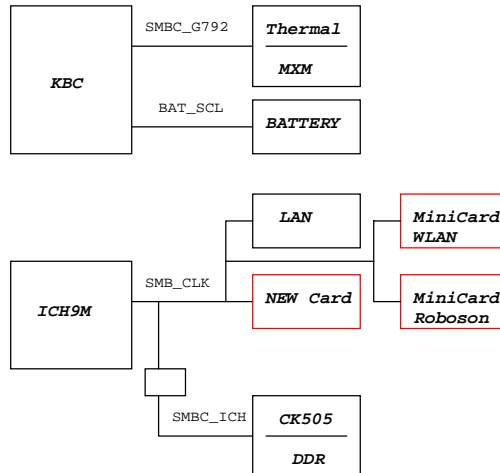 SMBC_G792
Thermal
MXM
KBC
BAT_SCL
BATTERY
LAN
MiniCard
WLAN
SMB_CLK
ICH9M
NEW Card
MiniCard
Roboson
SMBC_ICH
CK505
DDR